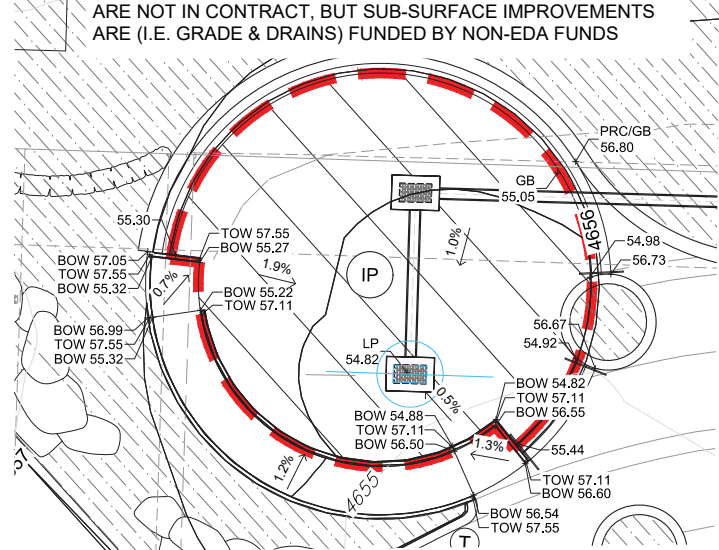 ARE NOT IN CONTRACT, BUT SUB-SURFACE IMPROVEMENTS
ARE (I.E. GRADE & DRAINS) FUNDED BY NON-EDA FUNDS
PRC/GB
56.80
GB
55.05
55.30
TOW 57.55
BOW 55.27
4656
54.98
56.73
BOW 57.05
TOW 57.55
BOW 55.32
0.7%
1.9%
1.0%
IP
BOW 55.22
TOW 57.11
BOW 56.99
TOW 57.55
BOW 55.32
56.67
54.92
LP
54.82
0.5%
BOW 54.82
TOW 57.11
BOW 56.55
BOW 54.88
TOW 57.11
BOW 56.50
1.3%
55.44
1.2%
4655
TOW 57.11
BOW 56.60
BOW 56.54
TOW 57.55
T